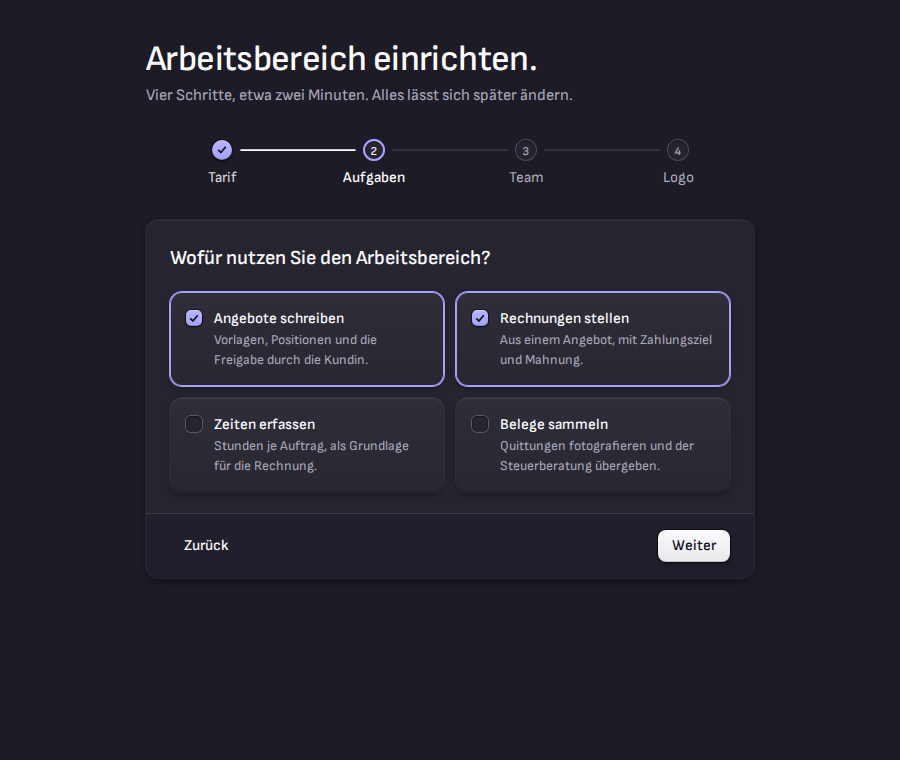 Arbeitsbereich einrichten.
Vier Schritte, etwa zwei Minuten. Alles lässt sich später ändern.
2
3
4
Tarif
Aufgaben
Team
Logo
Wofür nutzen Sie den Arbeitsbereich?
Angebote schreiben
Vorlagen, Positionen und die
Freigabe durch die Kundin.
Rechnungen stellen
Aus einem Angebot, mit Zahlungsziel
und Mahnung.
Zeiten erfassen
Stunden je Auftrag, als Grundlage
für die Rechnung.
Belege sammeln
Quittungen fotografieren und der
Steuerberatung übergeben.
Zurück
Weiter